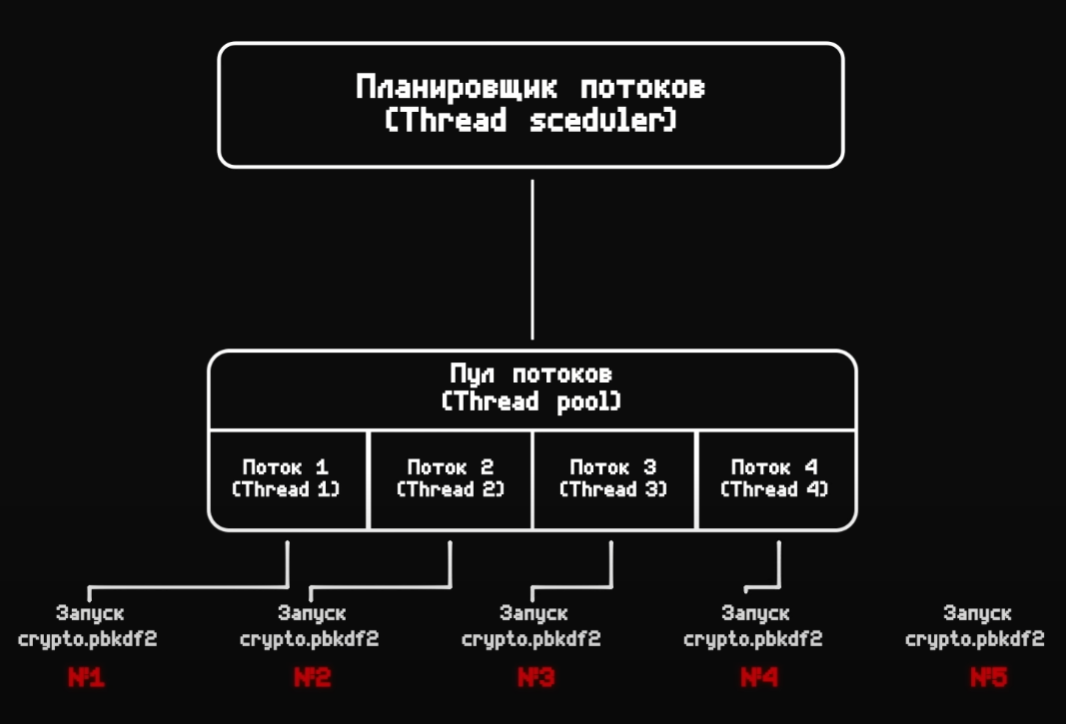 Планировщик потоков
(Thread sceduler)
Пул потоков
(Thread pool)
Поток 1
(Thread 1)
Поток 2
(Thread 2)
Поток 3
(Thread 3)
Поток 4
(Thread 4)
Запуск
crypto.pbkdf2
№1
Запуск
crypto.pbkdf2
№2
Запуск
crypto.pbkdf2
№3
Запуск
crypto.pbkdf2
№4
Запуск
crypto.pbkdf2
№5